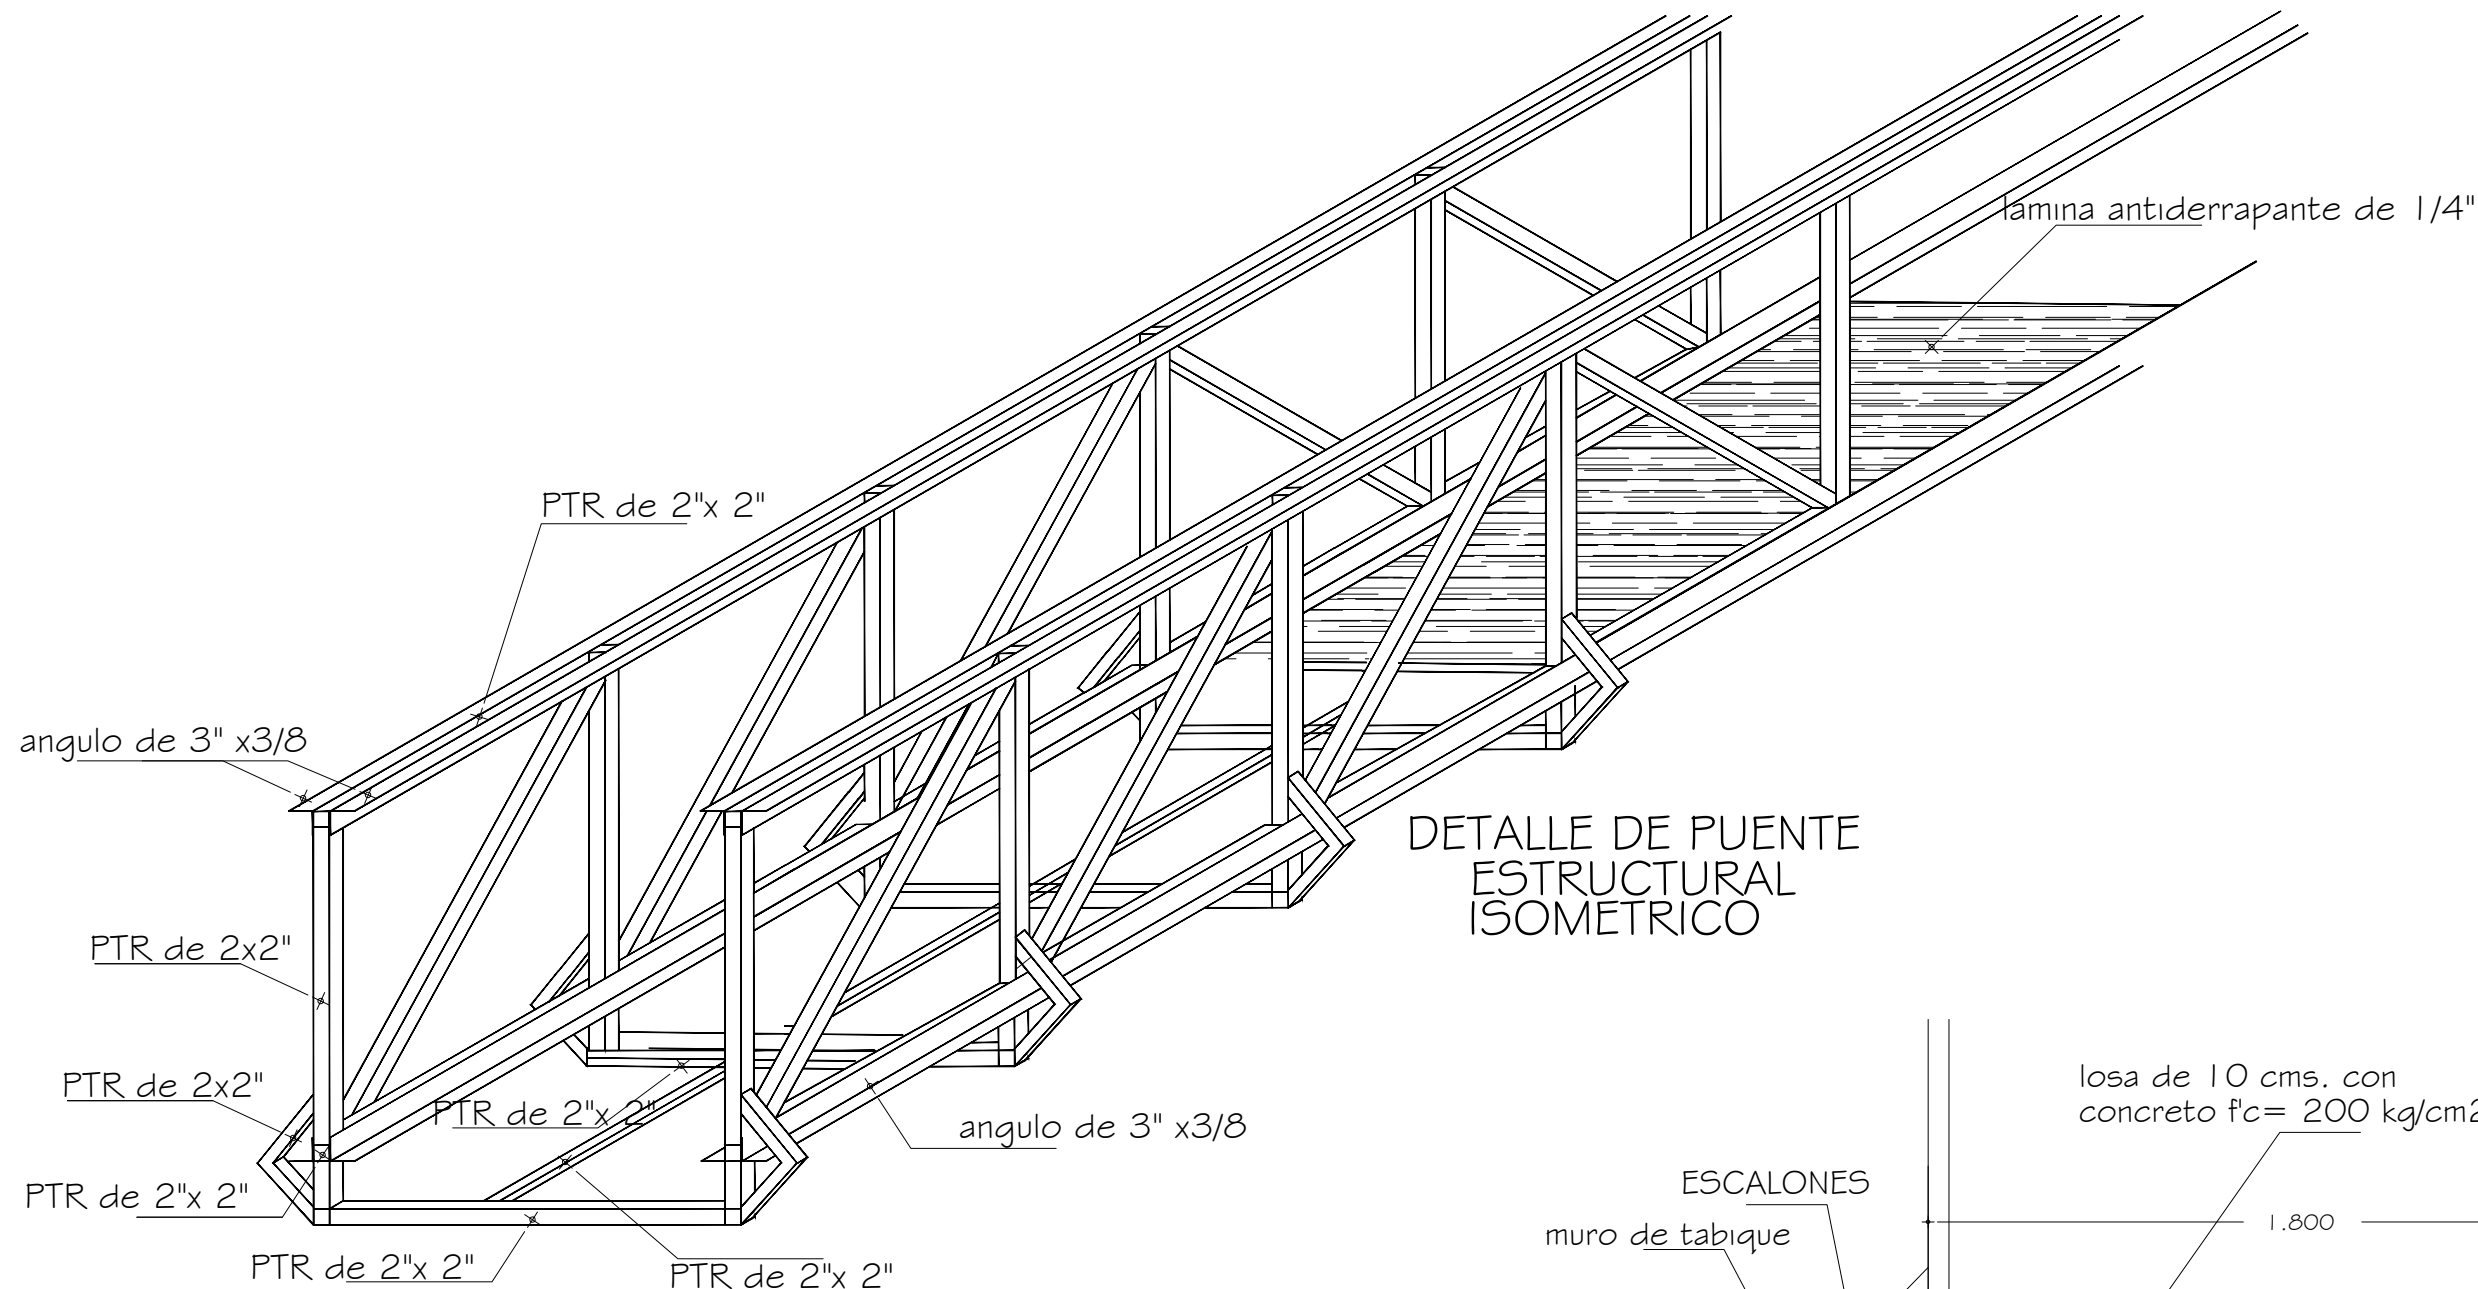 lamina antiderrapante de 1/4"
PTR de 2"x 2"
angulo de 3" x3/8
DETALLE DE PUENTE
ESTRUCTURAL
ISOMETRICO
PTR de 2x2"
PTR de 2x2"
PTR de 2"x 2"
angulo de 3" x3/8
PTR de 2"x 2"
PTR de 2"x 2"
PTR de 2"x 2"
losa de 10 cms. con
concreto f'c= 200 kg/cm2
ESCALONES
muro de tabique
1.800